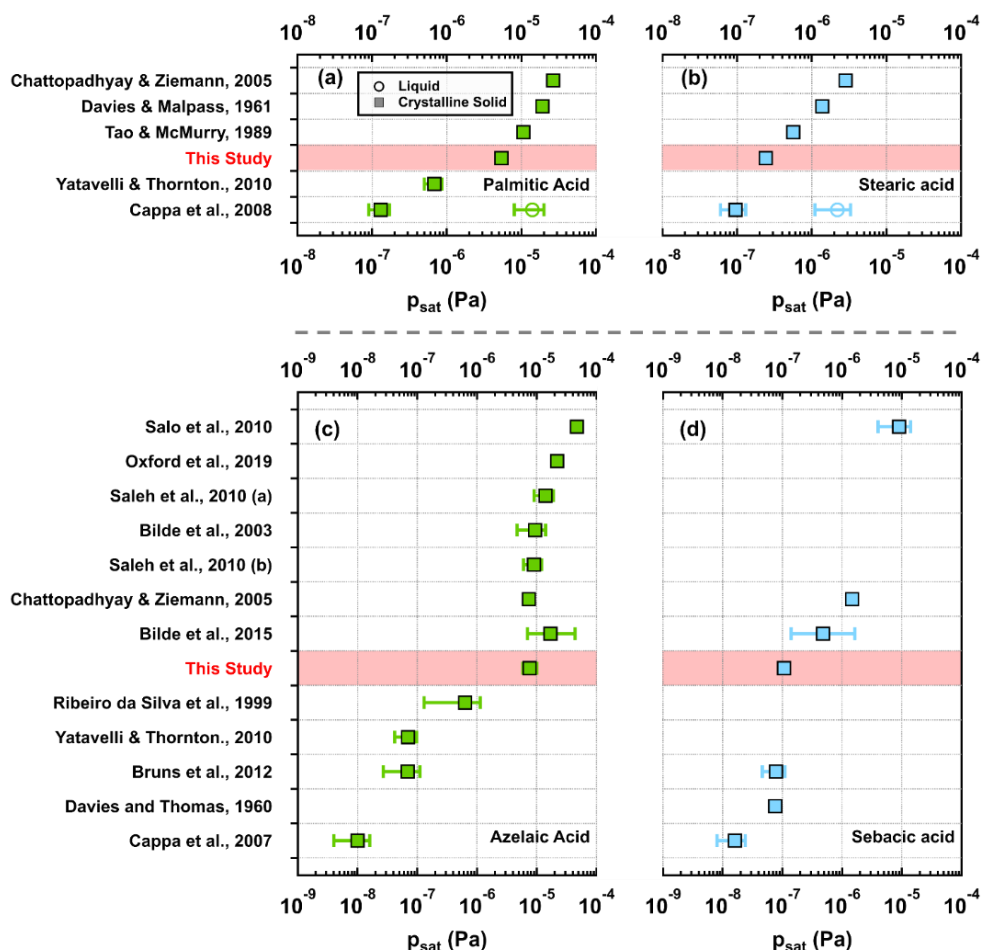 10-8 10-7 10-6 10-5 10-4 10-8 10-7 10-6 10-5 10-4
(a) (b)
Liquid
Crystalline Solid
Chattopadhyay & Ziemann, 2005
Davies & Malpass, 1961
Tao & McMurry, 1989
This Study
Yatavelli & Thornton., 2010 Palmitic Acid Stearic acid
Cappa et al., 2008
10-8 10-7 10-6 10-5 10-4 10-8 10-7 10-6 10-5 10-4
psat (Pa) psat (Pa)
10-9 10-8 10-7 10-6 10-5 10-4 10-9 10-8 10-7 10-6 10-5 10-4
Salo et al., 2010 (c) (d)
Oxford et al., 2019
Saleh et al., 2010 (a)
Bilde et al., 2003
Saleh et al., 2010 (b)
Chattopadhyay & Ziemann, 2005
Bilde et al., 2015
This Study
Ribeiro da Silva et al., 1999
Yatavelli & Thornton., 2010
Bruns et al., 2012
Davies and Thomas, 1960
Cappa et al., 2007 Azelaic Acid Sebacic acid
10-9 10-8 10-7 10-6 10-5 10-4 10-9 10-8 10-7 10-6 10-5 10-4
psat (Pa) psat (Pa)